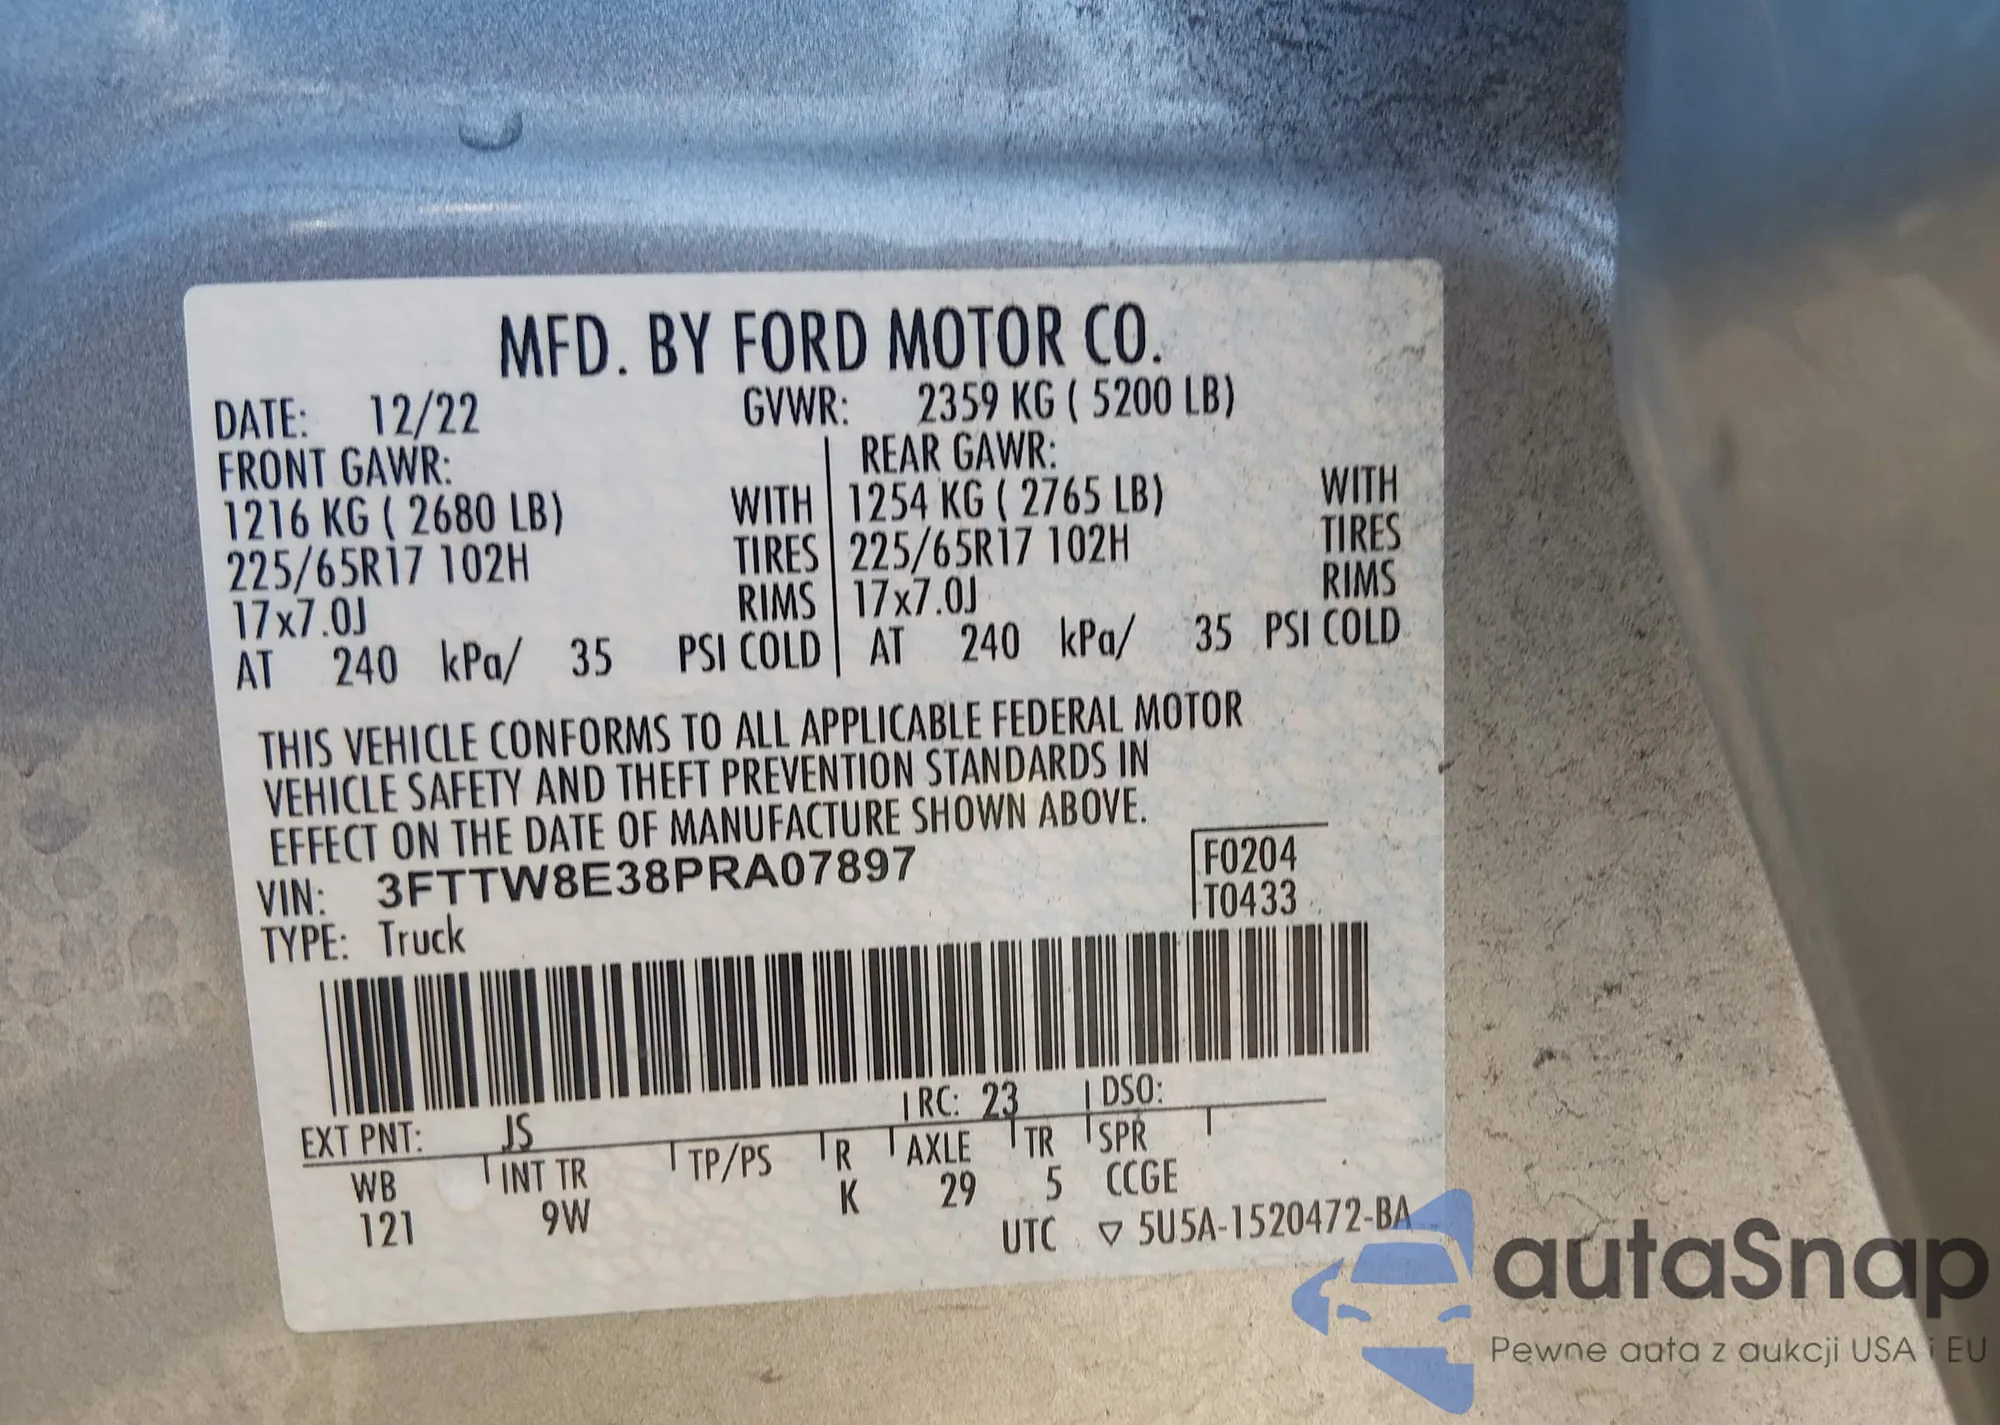 MFD. BY FORD MOTOR CO.
DATE: 12/22 GVWR: 2359 KG ( 5200 LB)
FRONT GAWR: REAR GAWR:
1216 KG ( 2680 LB) WITH 1254 KG ( 2765 LB) WITH
225/65R17 102H TIRES 225/65R17 102H TIRES
17x7.0J RIMS 17x7.0J RIMS
AT 240 kPa/ 35 PSI COLD AT 240 kPa/ 35 PSI COLD
THIS VEHICLE CONFORMS TO ALL APPLICABLE FEDERAL MOTOR
VEHICLE SAFETY AND THEFT PREVENTION STANDARDS IN
EFFECT ON THE DATE OF MANUFACTURE SHOWN ABOVE.
VIN: 3FTTW8E38PRA07897 F0204
TYPE: Truck T0433
EXT PNT: JS RC: 23 DSO:
WB INT TR TP/PS R AXLE TR SPR
121 9W K 29 5 CCGE
UTC ▽ 5U5A-1520472-BA
autaSnap
Pewne auta z aukcji USA i EU